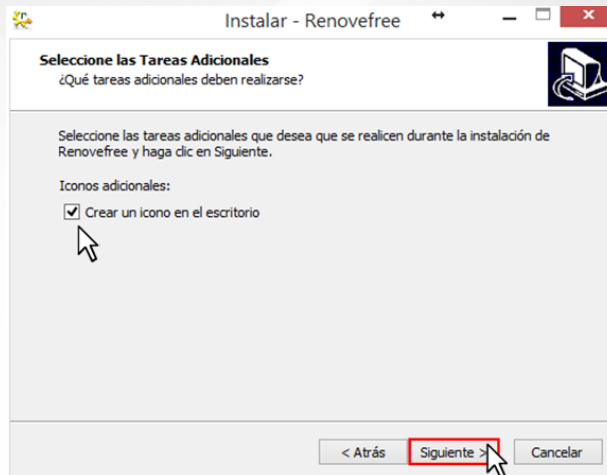 Instalar - Renovefree
Seleccione las Tareas Adicionales
¿Qué tareas adicionales deben realizarse?
Seleccione las tareas adicionales que desea que se realicen durante la instalación de
Renovefree y haga clic en Siguiente.
Iconos adicionales:
Crear un icono en el escritorio
< Atrás
Siguiente >
Cancelar